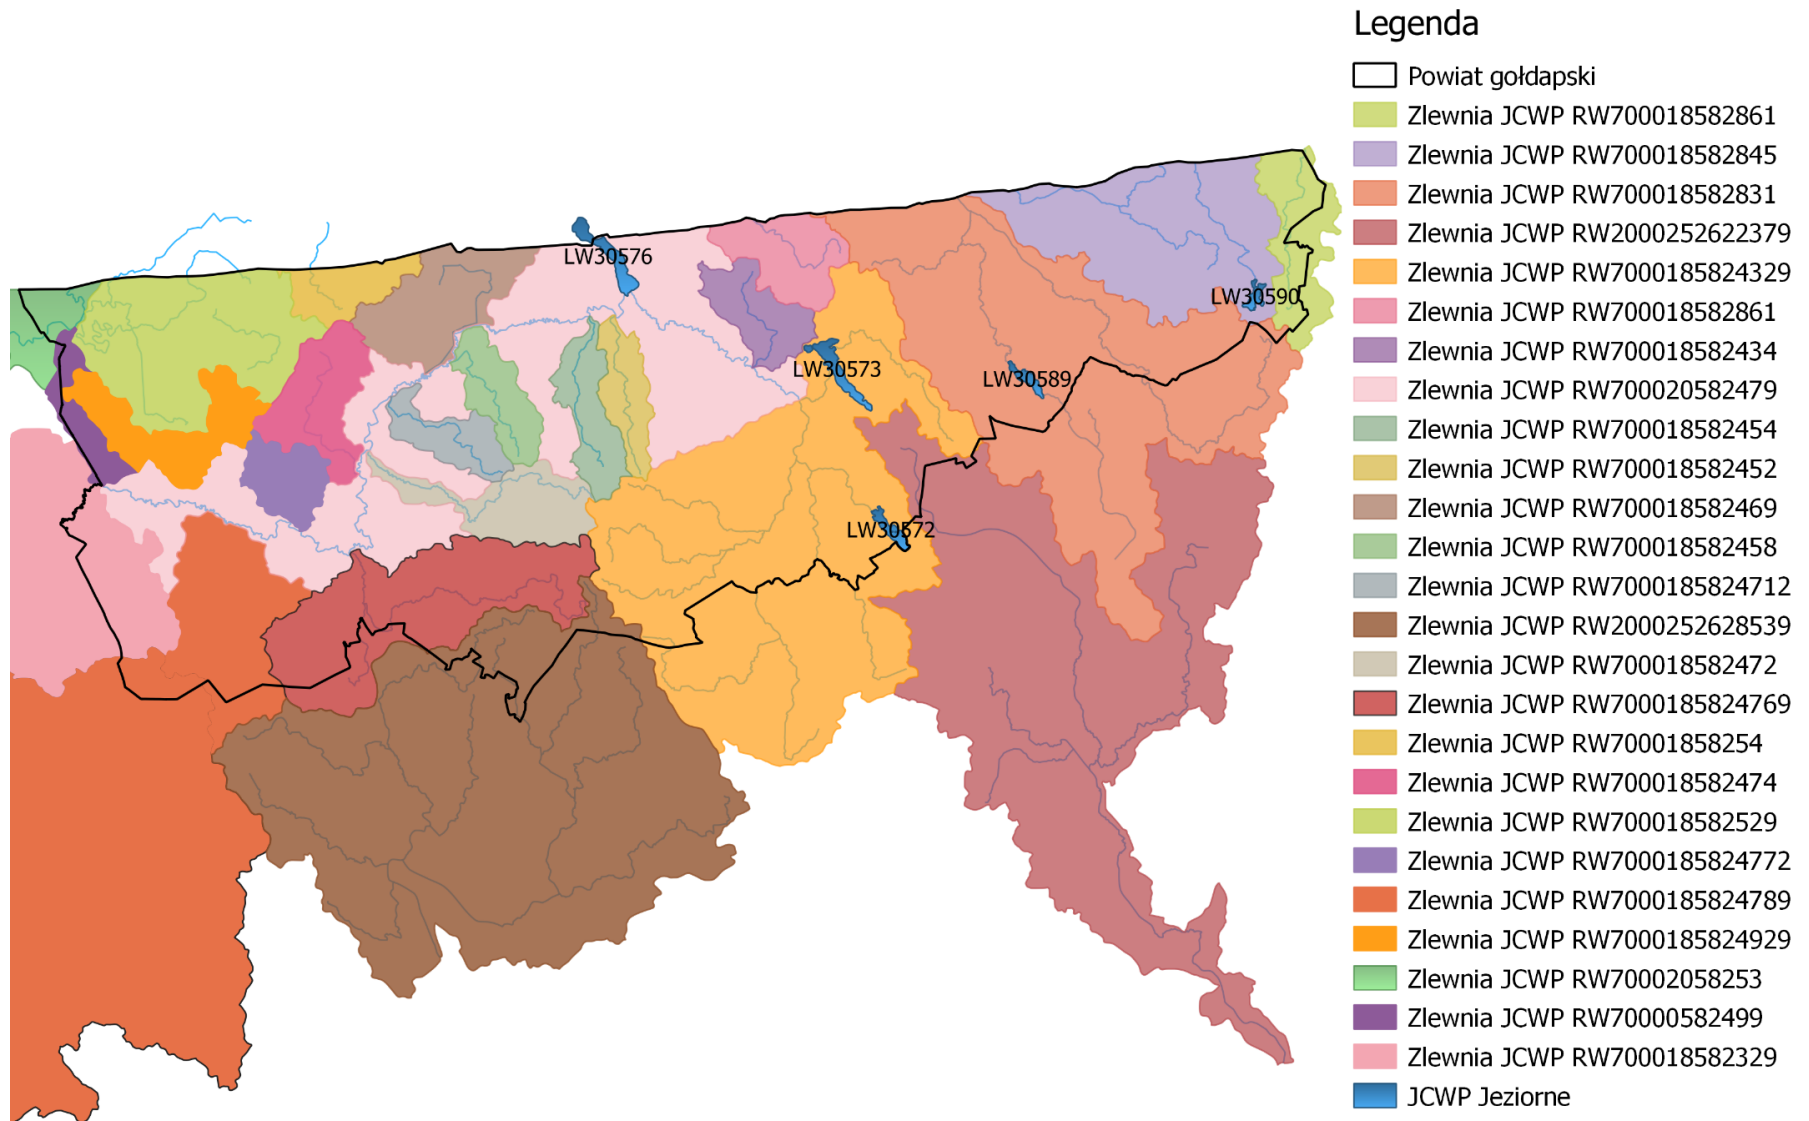 Legenda
Powiat gołdapski
Zlewnia JCWP RW700018582861
Zlewnia JCWP RW700018582845
Zlewnia JCWP RW700018582831
Zlewnia JCWP RW2000252622379
Zlewnia JCWP RW7000185824329
Zlewnia JCWP RW700018582861
Zlewnia JCWP RW700018582434
Zlewnia JCWP RW700020582479
Zlewnia JCWP RW700018582454
Zlewnia JCWP RW700018582452
Zlewnia JCWP RW700018582469
Zlewnia JCWP RW700018582458
Zlewnia JCWP RW7000185824712
Zlewnia JCWP RW2000252628539
Zlewnia JCWP RW700018582472
Zlewnia JCWP RW7000185824769
Zlewnia JCWP RW70001858254
Zlewnia JCWP RW700018582474
Zlewnia JCWP RW700018582529
Zlewnia JCWP RW7000185824772
Zlewnia JCWP RW7000185824789
Zlewnia JCWP RW7000185824929
Zlewnia JCWP RW70002058253
Zlewnia JCWP RW70000582499
Zlewnia JCWP RW700018582329
JCWP Jeziorne
LW30576
LW30590
LW30573
LW30589
LW30572